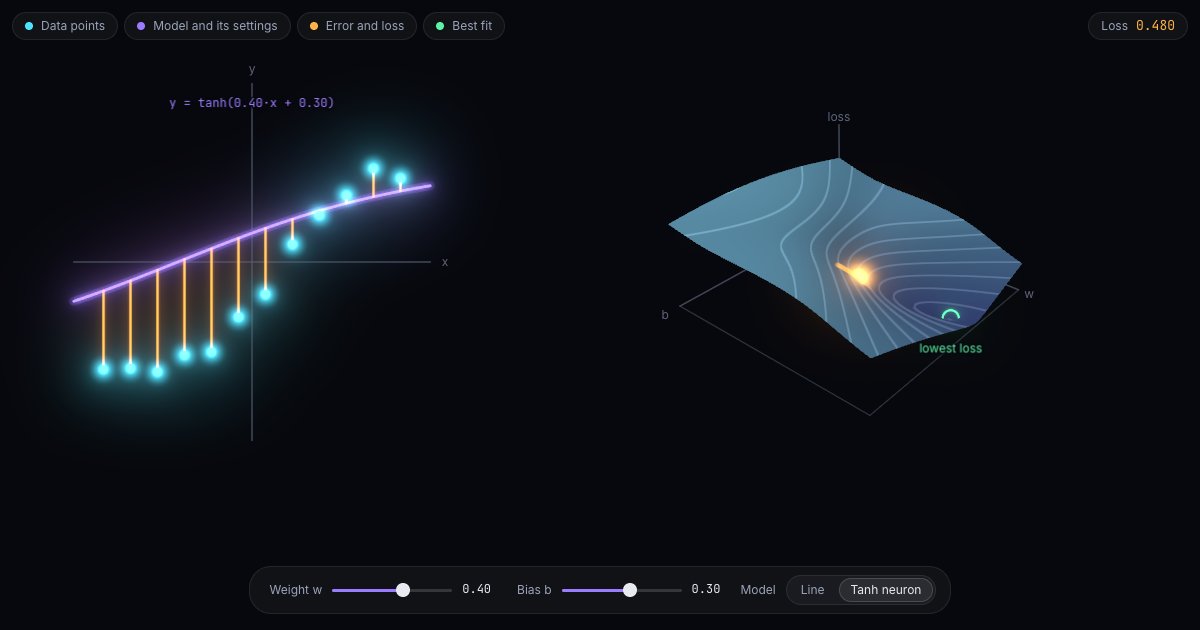 Data points
Model and its settings
Error and loss
Best fit
Loss 0.480
y
y = tanh(0.40·x + 0.30)
x
loss
b
w
lowest loss
Weight w 0.40
Bias b 0.30
Model
Line
Tanh neuron